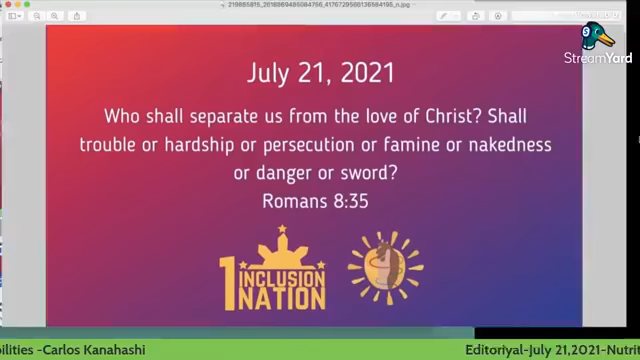 StreamYard
July 21, 2021
Who shall separate us from the love of Christ? Shall
trouble or hardship or persecution or famine or nakedness
or danger or sword?
Romans 8:35
1 INCLUSION
NATION
ilities -Carlos Kanahashi
Editoriyal-July 21,2021-Nutrit